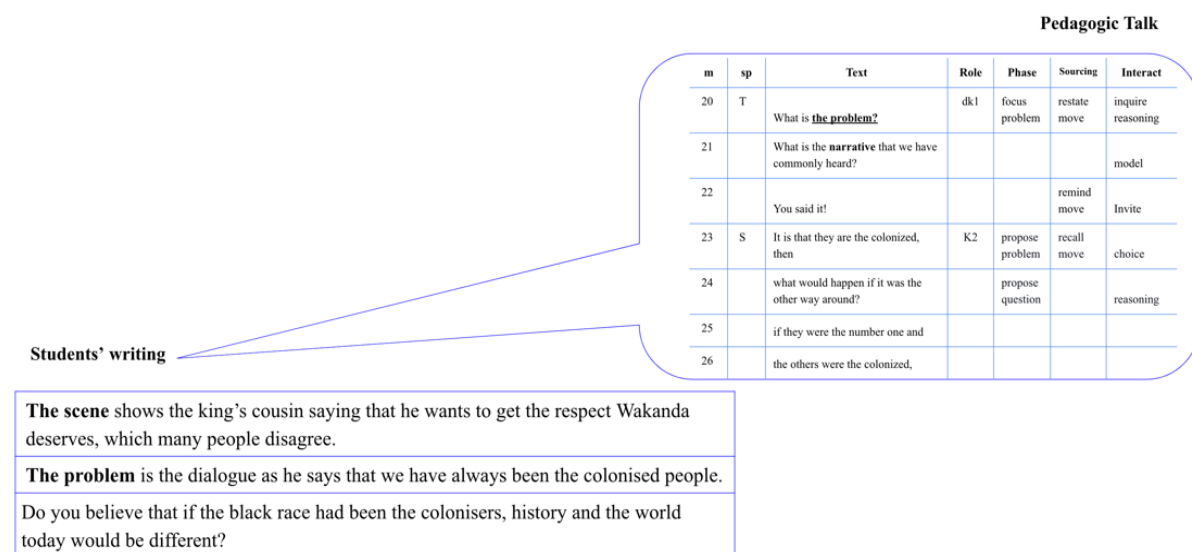 Pedagogic Talk
m sp Text Role Phase Sourcing Interact
20 T What is the problem? dk1 focus problem restate move inquire reasoning
21 What is the narrative that we have commonly heard? model
22 You said it! remind move Invite
23 S It is that they are the colonized, then K2 propose problem recall move choice
24 what would happen if it was the other way around? propose question reasoning
25 if they were the number one and
26 the others were the colonized,
Students’ writing
The scene shows the king’s cousin saying that he wants to get the respect Wakanda
deserves, which many people disagree.
The problem is the dialogue as he says that we have always been the colonised people.
Do you believe that if the black race had been the colonisers, history and the world
today would be different?